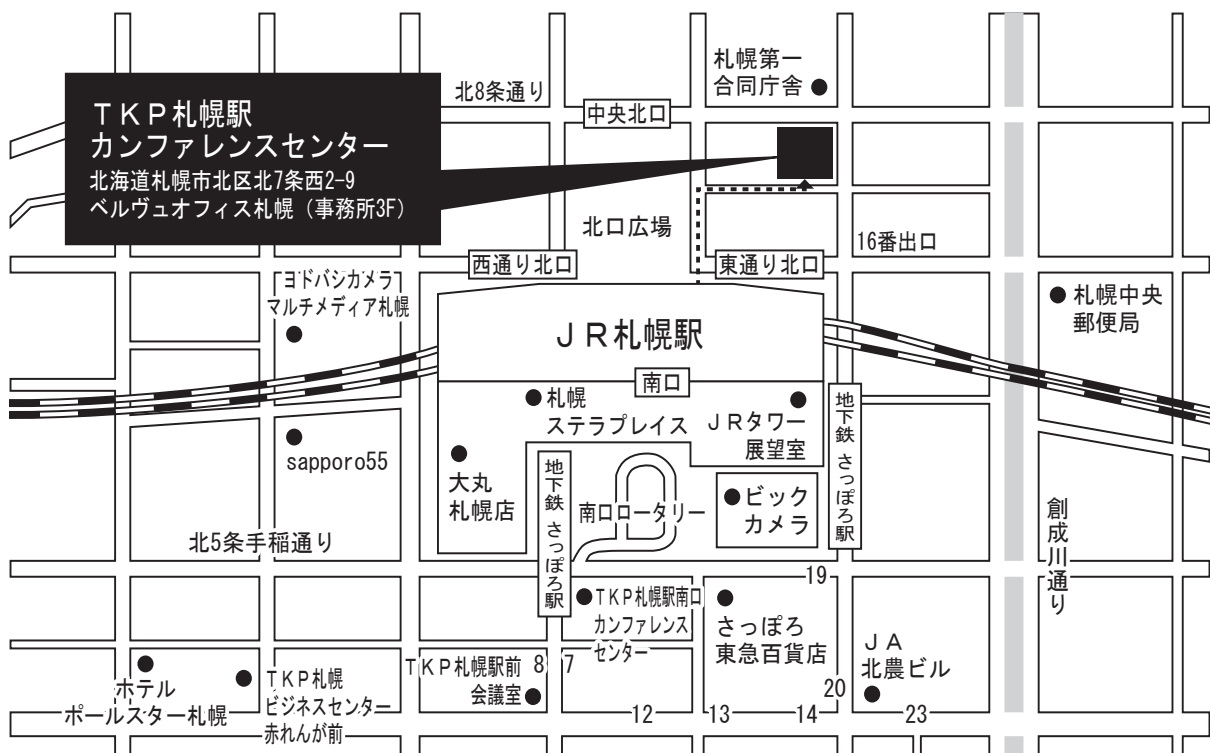 札幌第一
合同庁舎
北8条通り
中央北口
ＴＫＰ札幌駅
カンファレンスセンター
北海道札幌市北区北7条西2-9
ベルヴュオフィス札幌（事務所3F）
北口広場
16番出口
西通り北口
東通り北口
ヨドバシカメラ
マルチメディア札幌
札幌中央
郵便局
ＪＲ札幌駅
南口
札幌
ステラプレイス
ＪＲタワー
展望室
地下鉄 さっぽろ駅
sapporo55
大丸
札幌店
地下鉄 さっぽろ駅
南口ロータリー
ビック
カメラ
創成川通り
北5条手稲通り
19
TKP札幌駅南口
カンファレンス
センター
さっぽろ
東急百貨店
ＪＡ
北農ビル
TKP札幌駅前
会議室
8
7
ホテル
ポールスター札幌
TKP札幌
ビジネスセンター
赤れんが前
20
12
13
14
23